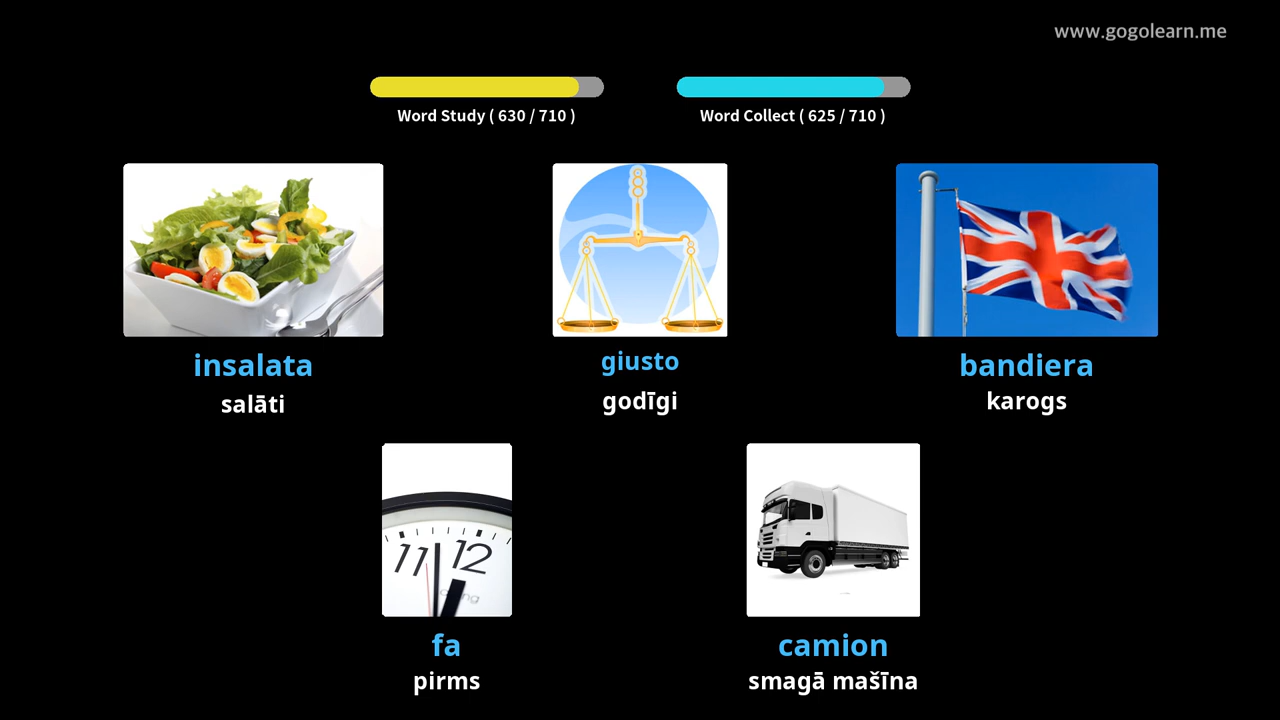 www.gogolearn.me
Word Study ( 630 / 710 )
Word Collect ( 625 / 710 )
insalata
salāti
giusto
godīgi
bandiera
karogs
11 12
fa
pirms
camion
smagā mašīna